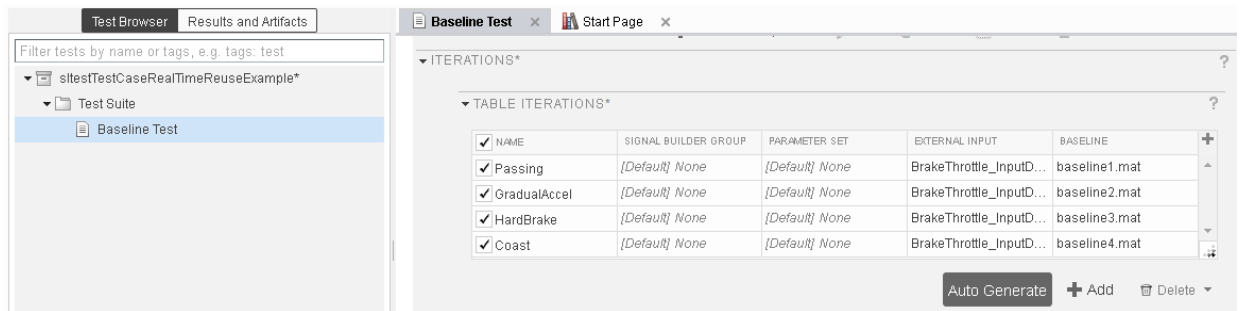 Test Browser Results and Artifacts
Filter tests by name or tags, e.g. tags: test
sltestTestCaseRealTimeReuseExample*
Test Suite
Baseline Test
Baseline Test × Start Page ×
ITERATIONS* ?
TABLE ITERATIONS* ?
NAME SIGNAL BUILDER GROUP PARAMETER SET EXTERNAL INPUT BASELINE +
Passing [Default] None [Default] None BrakeThrottle_InputD... baseline1.mat
GradualAccel [Default] None [Default] None BrakeThrottle_InputD... baseline2.mat
HardBrake [Default] None [Default] None BrakeThrottle_InputD... baseline3.mat
Coast [Default] None [Default] None BrakeThrottle_InputD... baseline4.mat
Auto Generate + Add Delete